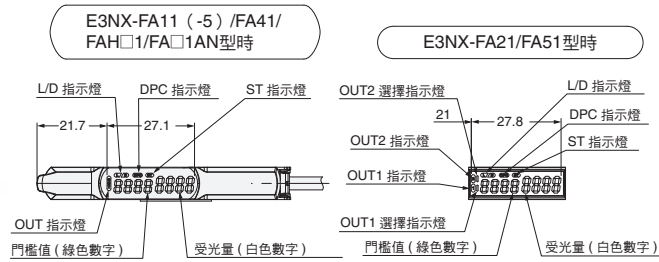 E3NX-FA11（-5）/FA41/
FAH□1/FA□1AN型時
L/D 指示燈
DPC 指示燈
ST 指示燈
21.7
27.1
OUT 指示燈
門檻值 ( 綠色數字 )
受光量 ( 白色數字 )
E3NX-FA21/FA51型時
OUT2 選擇指示燈
L/D 指示燈
21
27.8
DPC 指示燈
OUT2 指示燈
ST 指示燈
OUT1 指示燈
OUT1 選擇指示燈
門檻值 ( 綠色數字 )
受光量 ( 白色數字 )